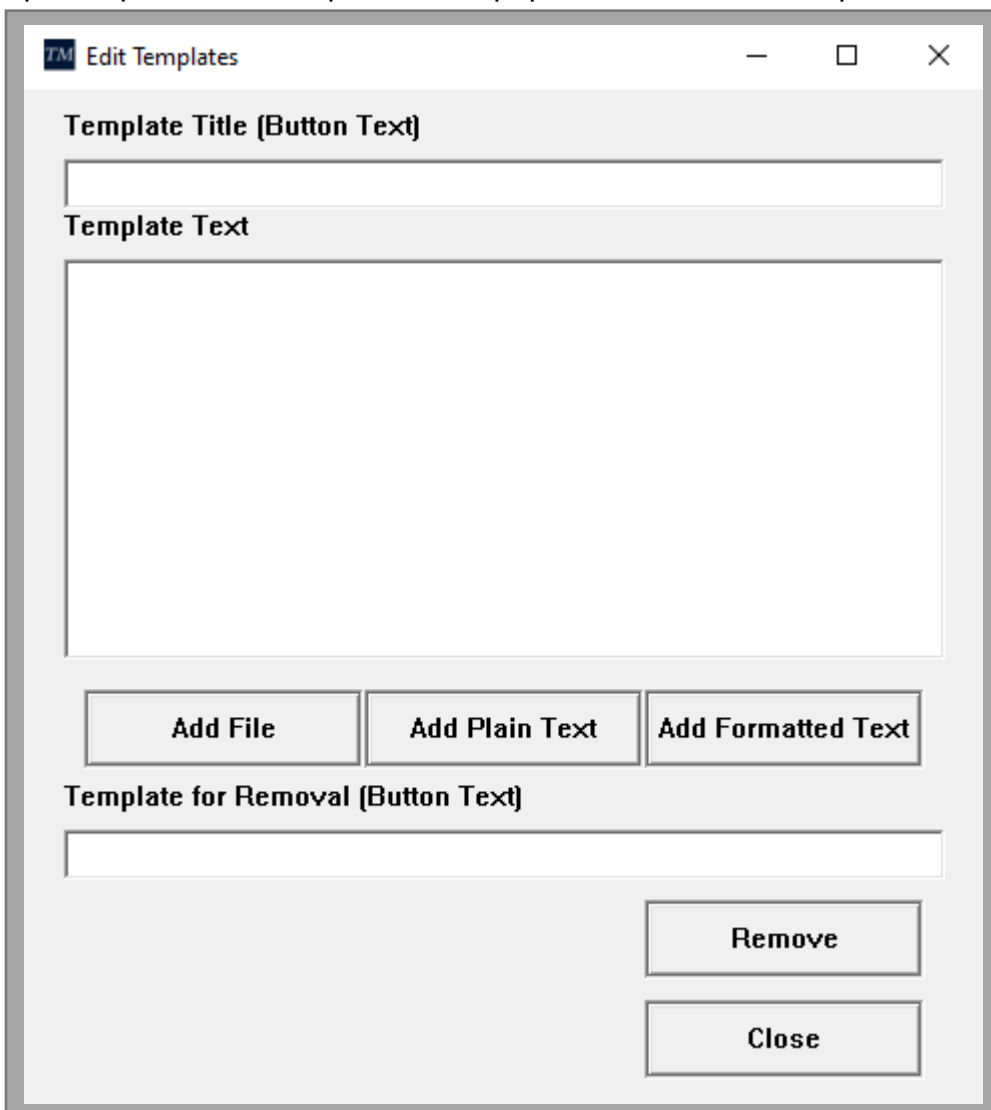 TM Edit Templates
Template Title (Button Text)
Template Text
Add File Add Plain Text Add Formatted Text
Template for Removal (Button Text)
Remove
Close